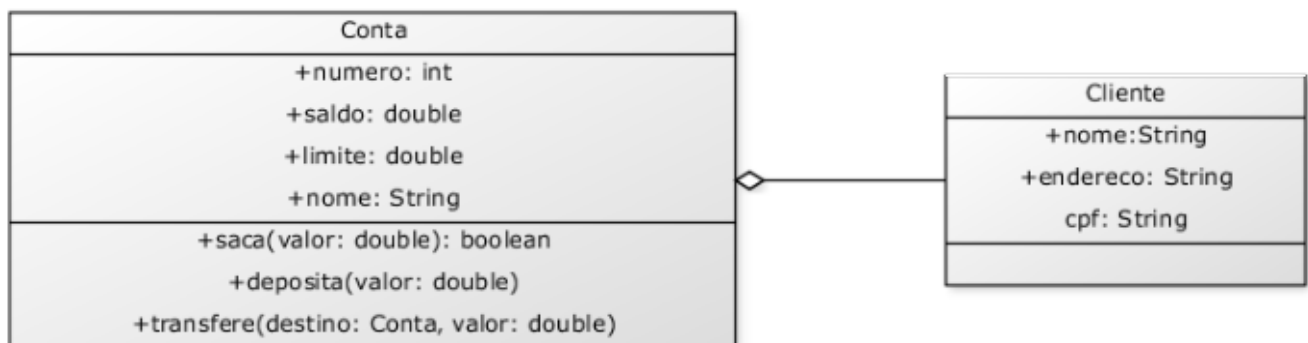 Conta
+numero: int
+saldo: double
+limite: double
+nome: String
+saca(valor: double): boolean
+deposita(valor: double)
+transfere(destino: Conta, valor: double)
Cliente
+nome:String
+endereco: String
cpf: String